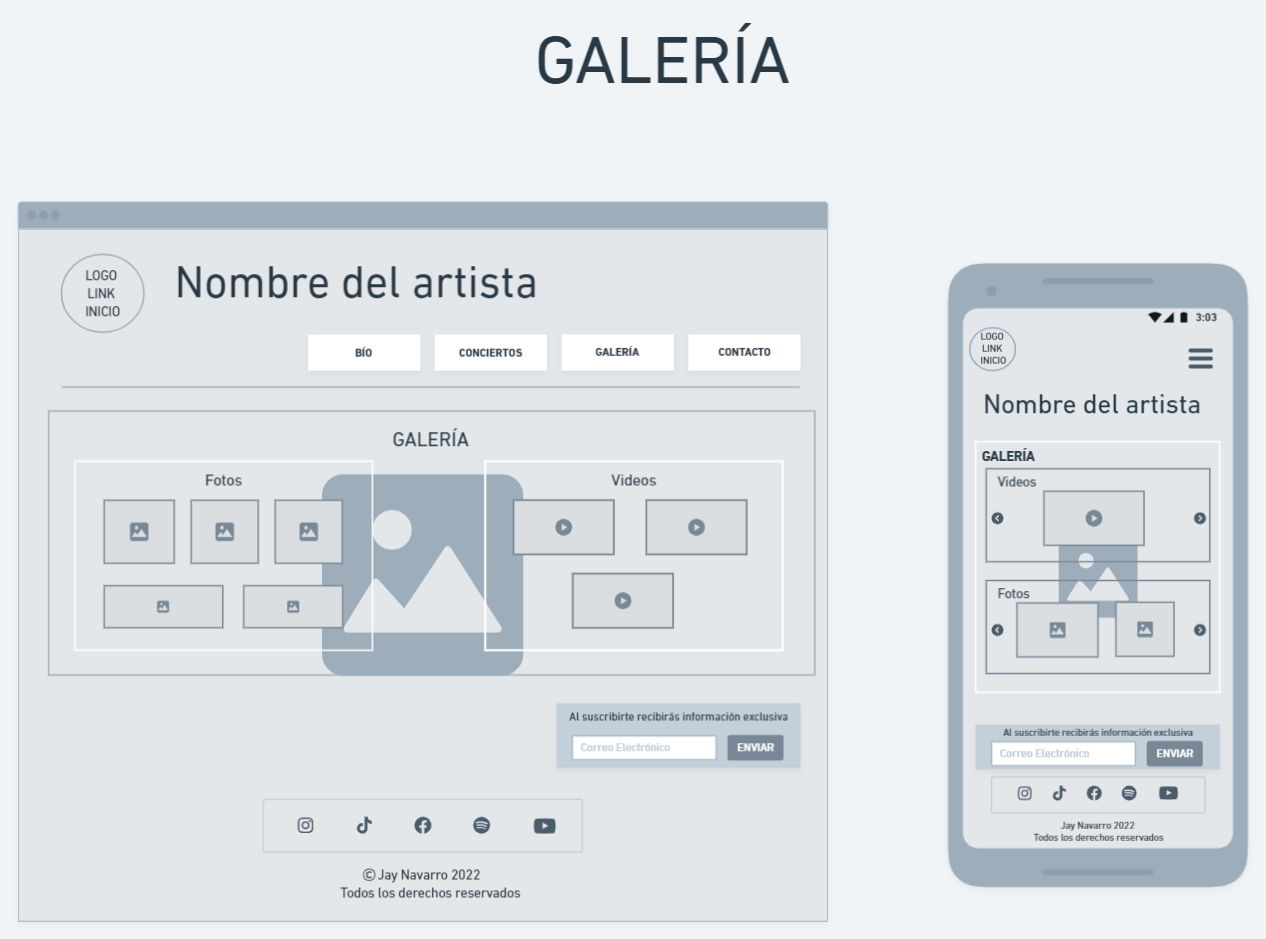 GALERÍA
LOGO
LINK
INICIO
Nombre del artista
BÍO
CONCIERTOS
GALERÍA
CONTACTO
GALERÍA
Fotos
Videos
Al suscribirte recibirás información exclusiva
Correo Electrónico
ENVIAR
© Jay Navarro 2022
Todos los derechos reservados
3:03
LOGO
LINK
INICIO
Nombre del artista
GALERÍA
Videos
Fotos
Al suscribirte recibirás información exclusiva
Correo Electrónico
ENVIAR
Jay Navarro 2022
Todos los derechos reservados